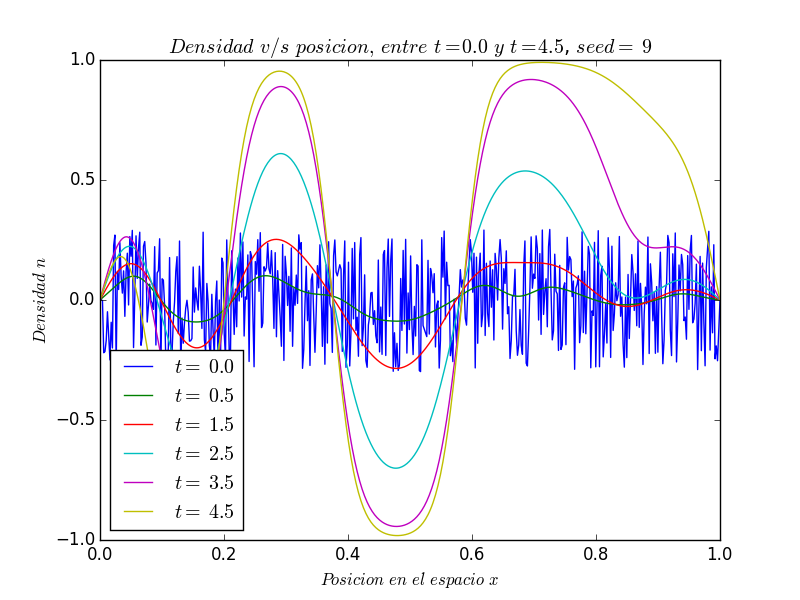 Densidad v/s posicion, entre t=0.0 y t=4.5, seed= 9
1.0
0.5
0.0
−0.5
−1.0
Densidad n
t= 0.0
t= 0.5
t= 1.5
t= 2.5
t= 3.5
t= 4.5
0.0 0.2 0.4 0.6 0.8 1.0
Posicion en el espacio x